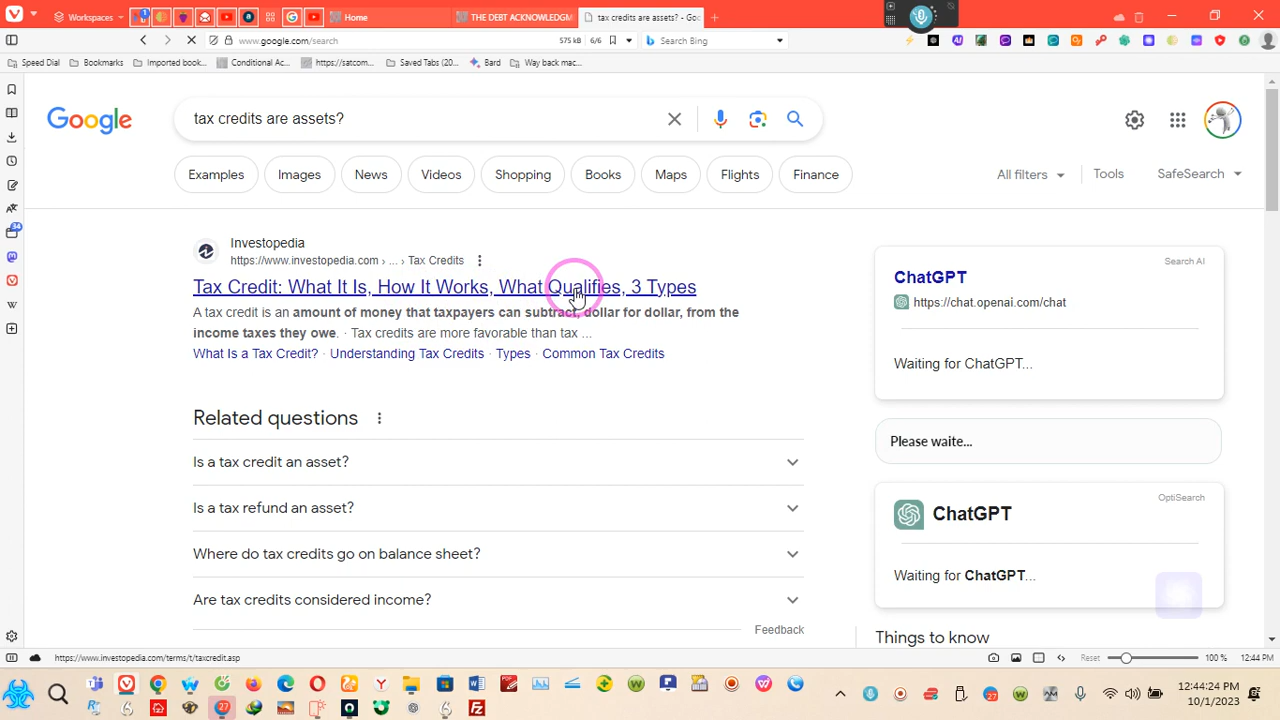 Workspaces
Home
THE DEBT ACKNOWLEDGM
tax credits are assets? - Goo
www.google.com/search
575 kB
6/6
Search Bing
Speed Dial
Bookmarks
Imported book...
Conditional Ac...
https://satcom...
Saved Tabs (20...
Bard
Way back mac...
Google
tax credits are assets?
Examples
Images
News
Videos
Shopping
Books
Maps
Flights
Finance
All filters
Tools
SafeSearch
Investopedia
https://www.investopedia.com › ... › Tax Credits
Tax Credit: What It Is, How It Works, What Qualifies, 3 Types
A tax credit is an amount of money that taxpayers can subtract, dollar for dollar, from the
income taxes they owe. · Tax credits are more favorable than tax ...
What Is a Tax Credit? · Understanding Tax Credits · Types · Common Tax Credits
Related questions
Is a tax credit an asset?
Is a tax refund an asset?
Where do tax credits go on balance sheet?
Are tax credits considered income?
Feedback
Search AI
ChatGPT
https://chat.openai.com/chat
Waiting for ChatGPT...
Please wait...
OptiSearch
ChatGPT
Waiting for ChatGPT...
Things to know
https://www.investopedia.com/terms/t/taxcredit.asp
Reset
100 %
12:44 PM
12:44:24 PM
10/1/2023